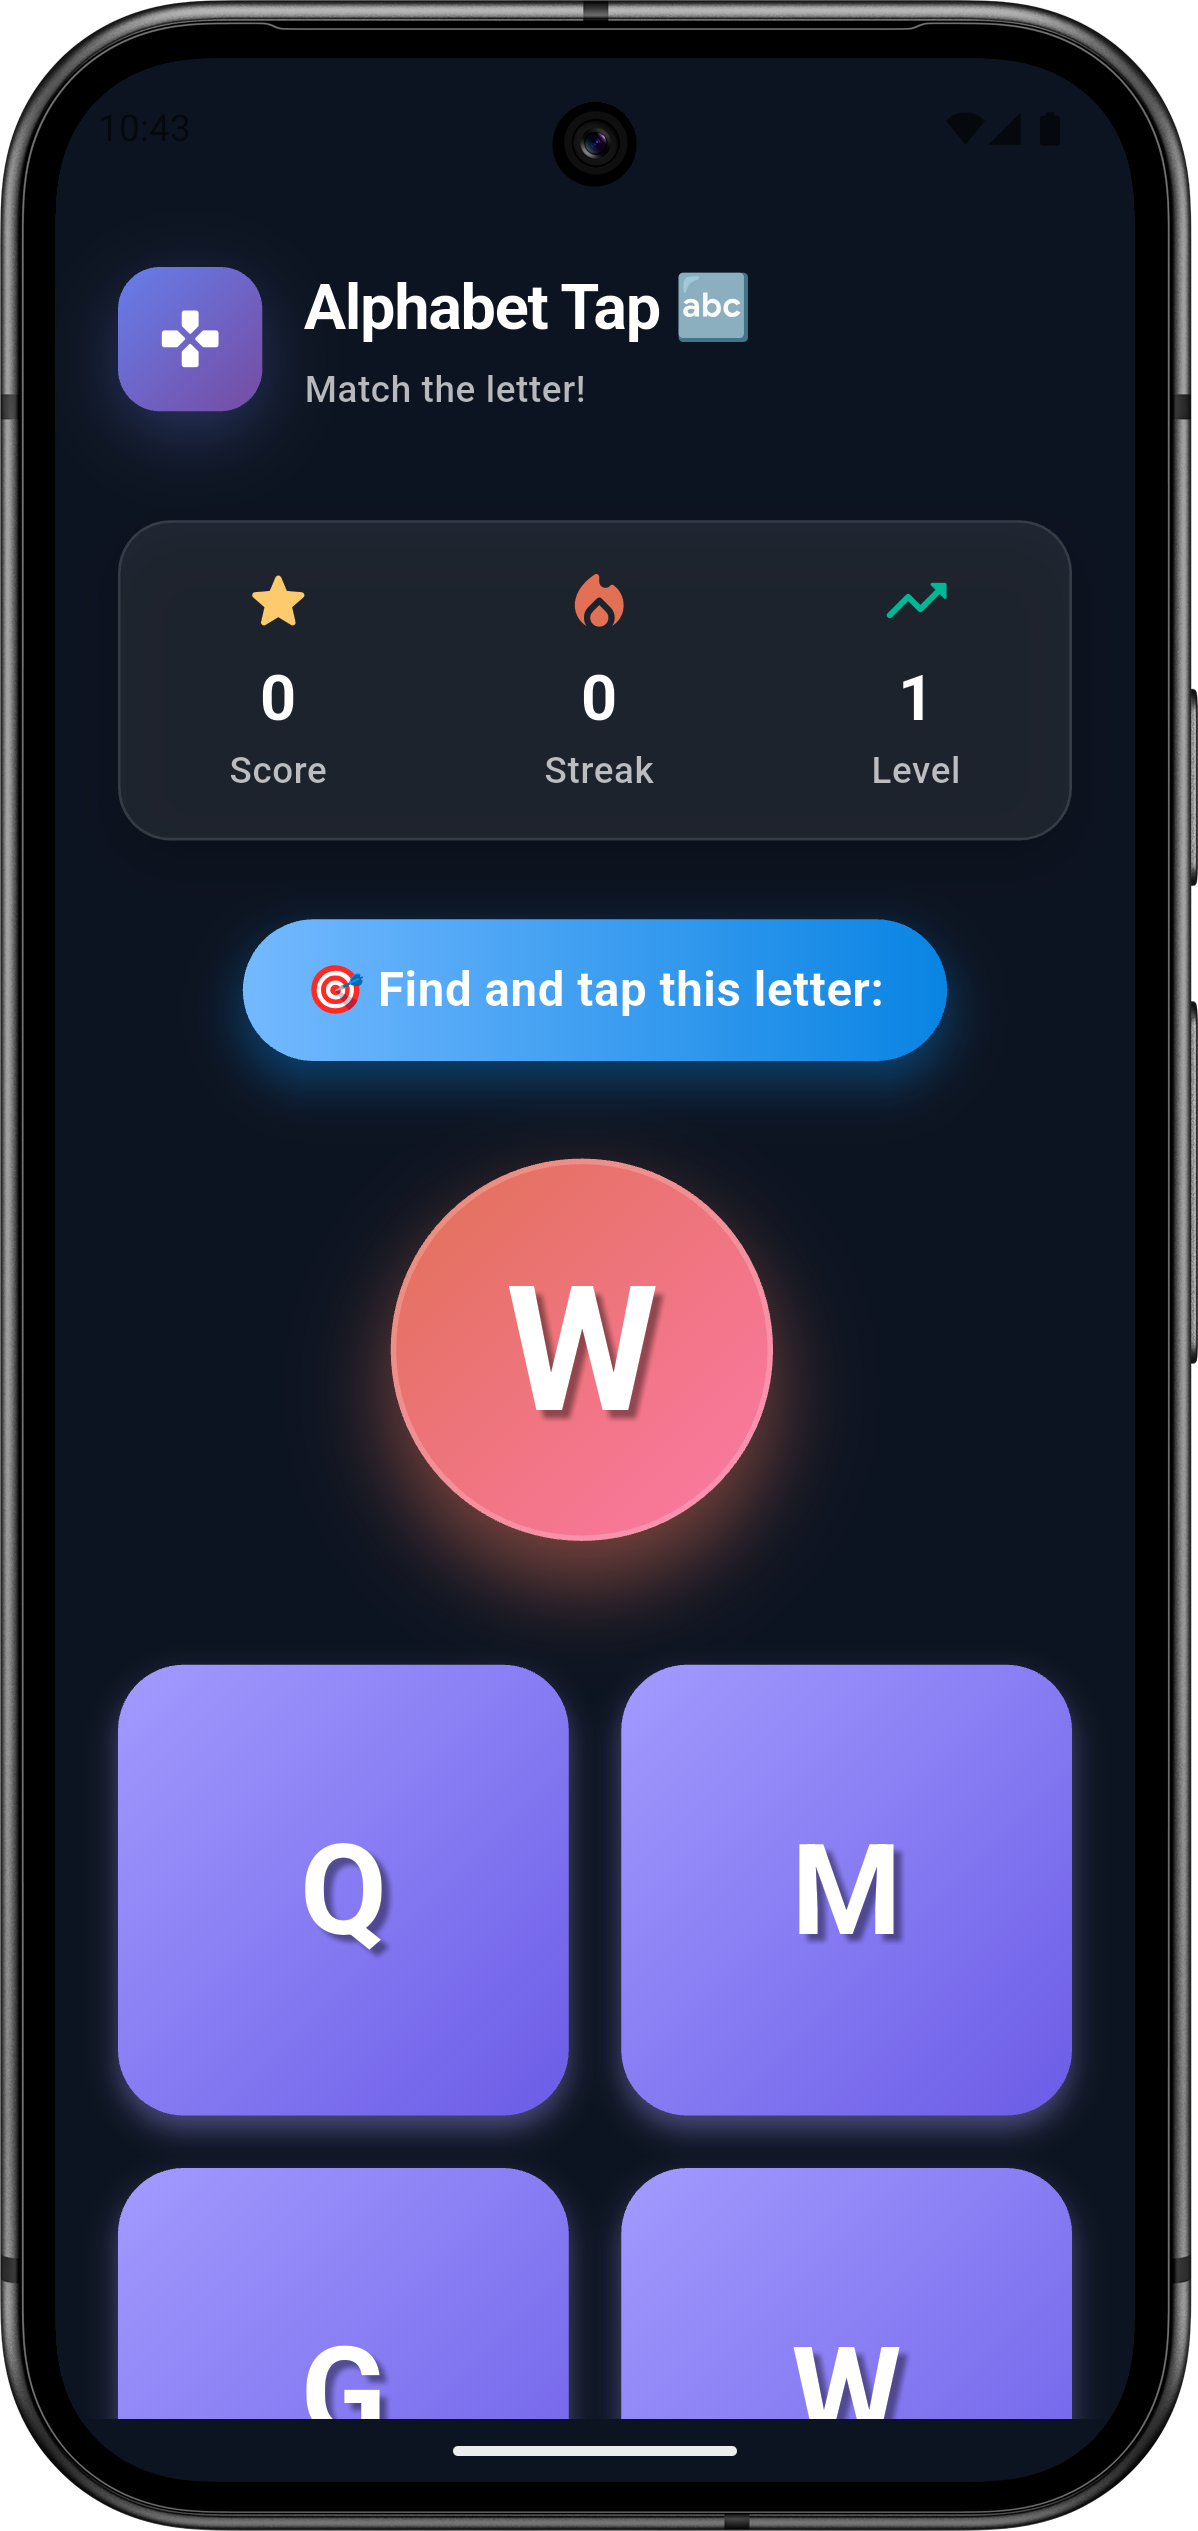 10:43
Alphabet Tap 🔤
Match the letter!
0 0 1
Score Streak Level
🎯 Find and tap this letter:
W
Q M
G W